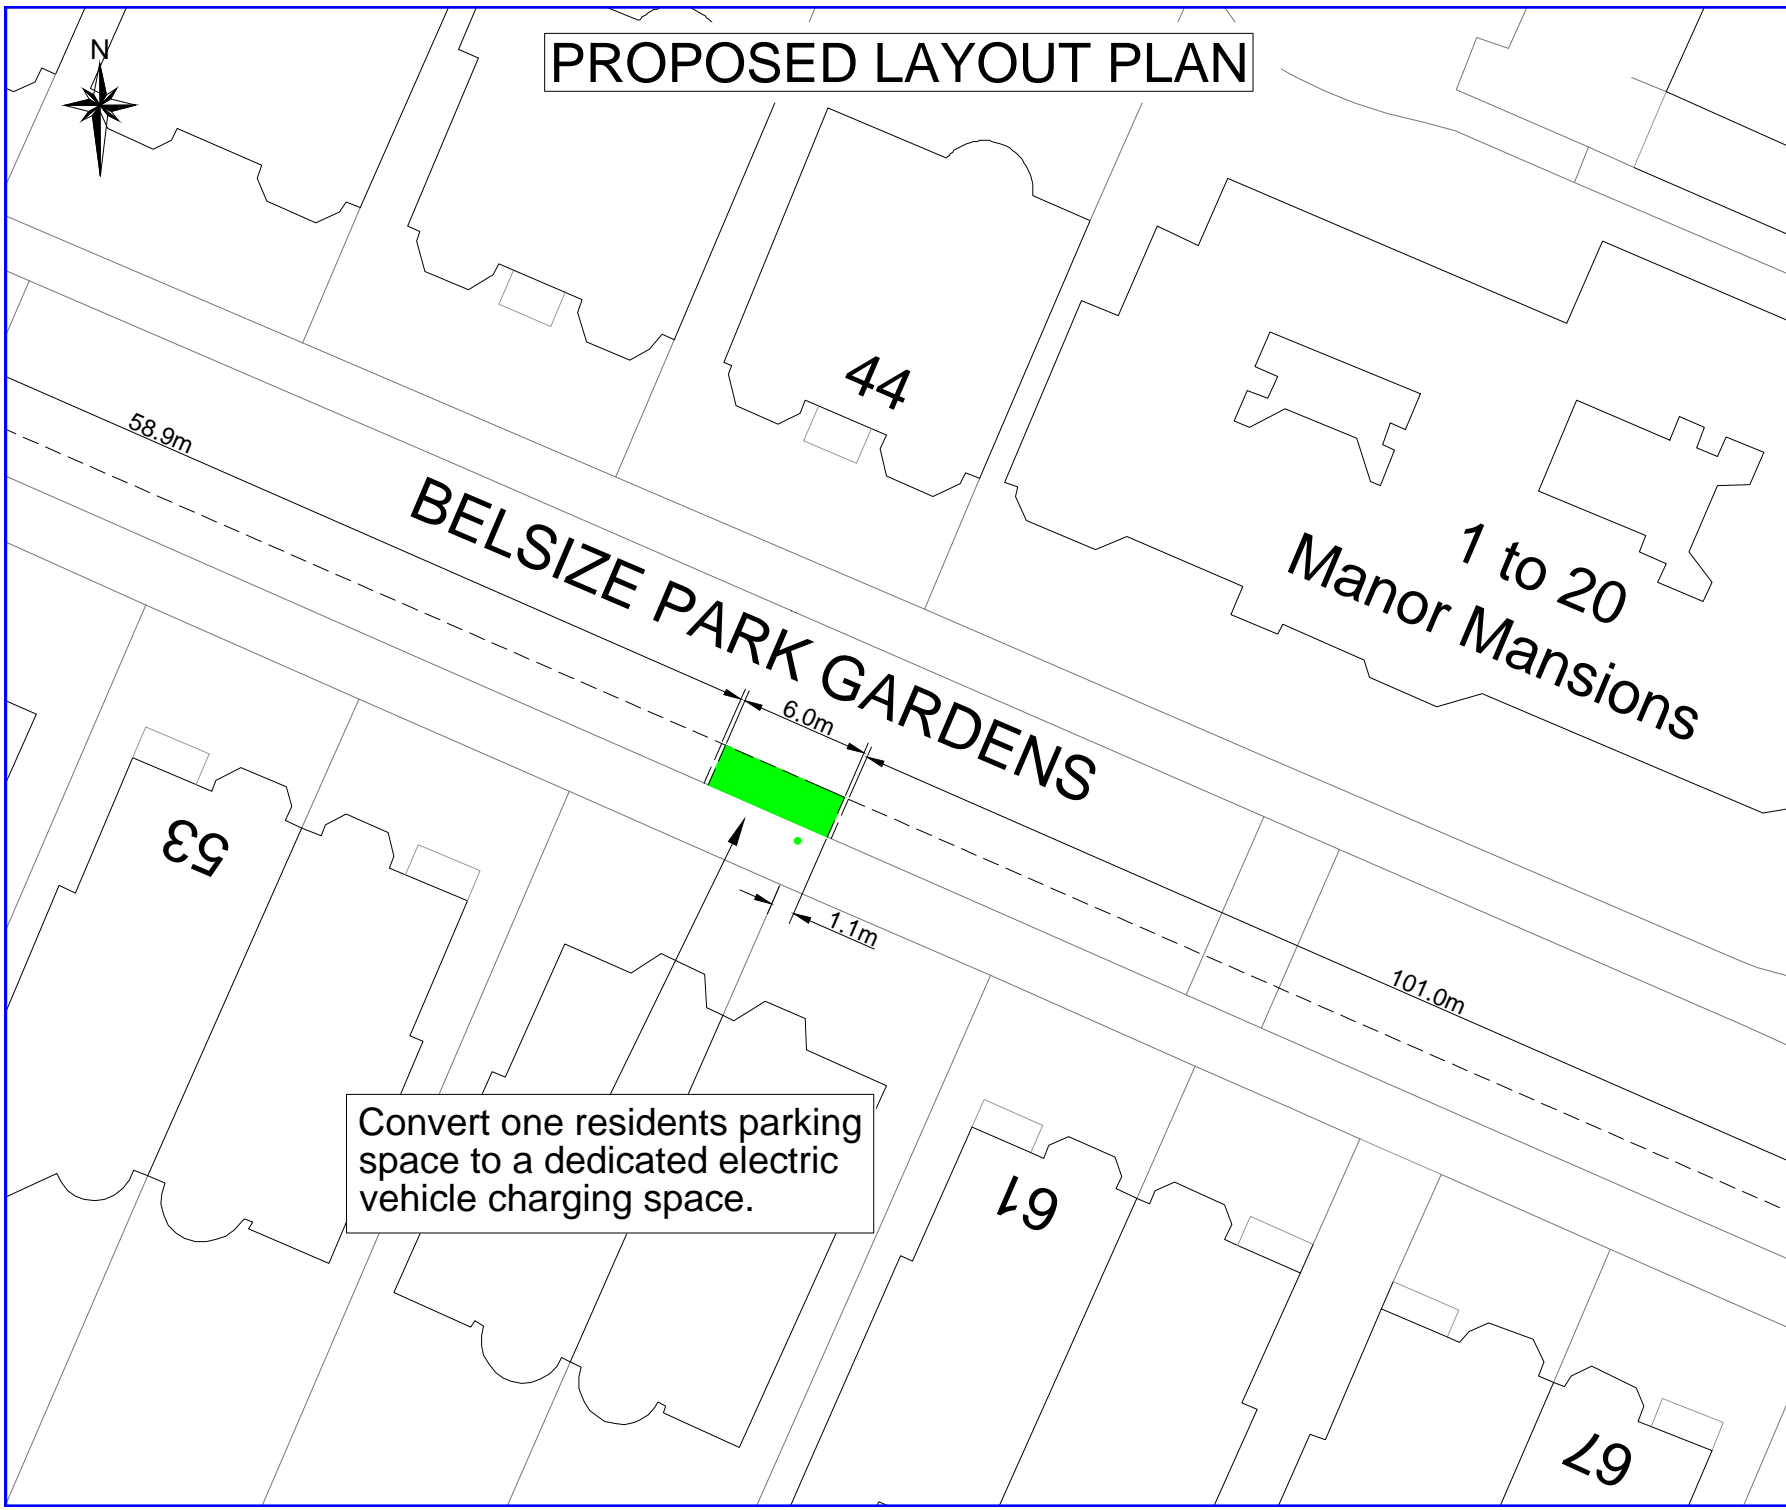 PROPOSED LAYOUT PLAN
N
44
58.9m
BELSIZE PARK GARDENS
1 to 20
Manor Mansions
6.0m
53
1.1m
101.0m
Convert one residents parking
space to a dedicated electric
vehicle charging space.
61
67